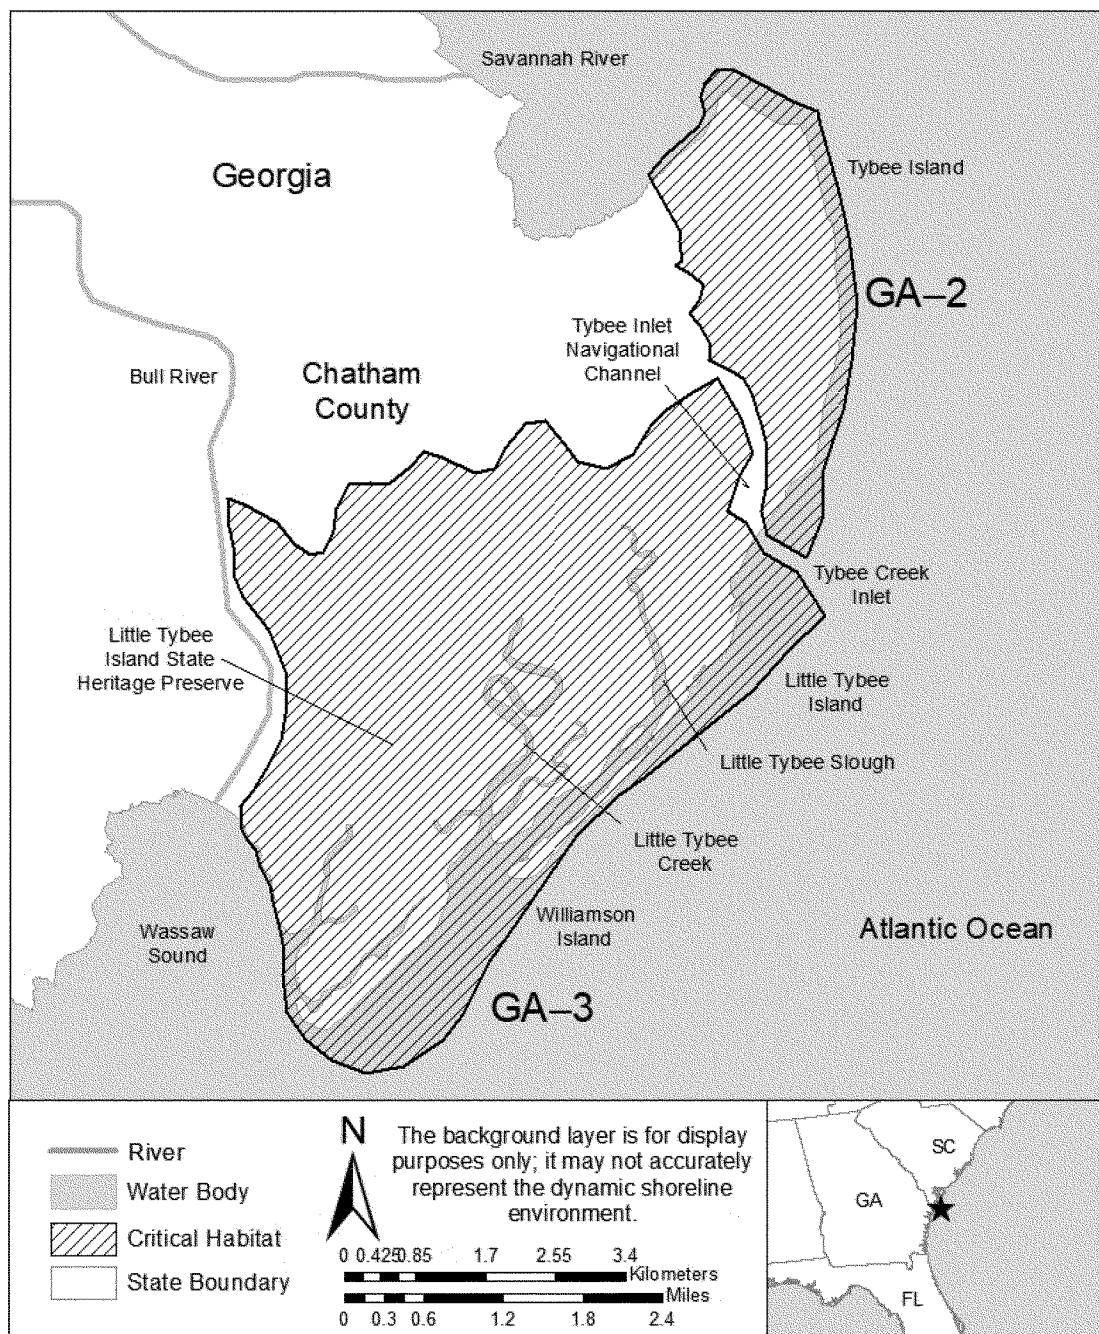 Savannah River
Georgia
Tybee Island
GA–2
Tybee Inlet
Navigational
Channel
Bull River
Chatham
County
Tybee Creek
Inlet
Little Tybee
Island State
Heritage Preserve
Little Tybee
Island
Little Tybee Slough
Little Tybee
Creek
Williamson
Island
Wassaw
Sound
Atlantic Ocean
GA–3
River
Water Body
Critical Habitat
State Boundary
N
The background layer is for display
purposes only; it may not accurately
represent the dynamic shoreline
environment.
0 0.425 0.85 1.7 2.55 3.4
Kilometers
Miles
0 0.3 0.6 1.2 1.8 2.4
SC
GA
FL